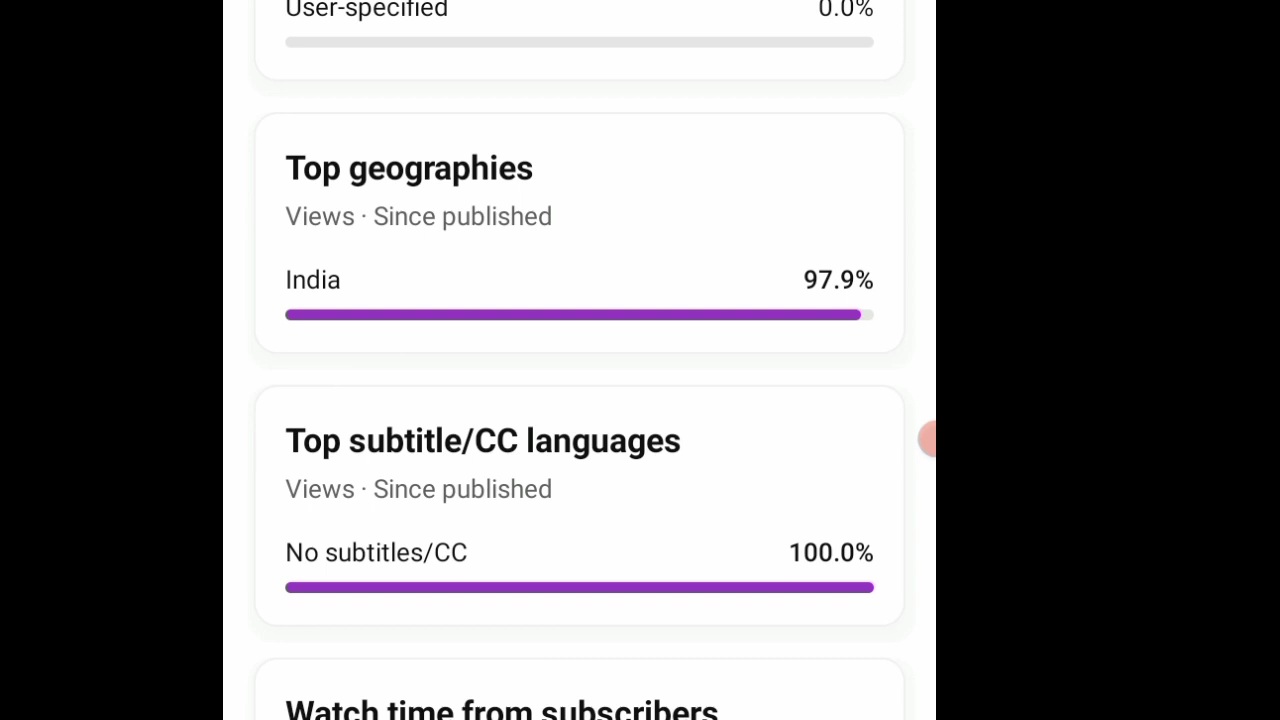 User-specified 0.0%
Top geographies
Views · Since published
India 97.9%
Top subtitle/CC languages
Views · Since published
No subtitles/CC 100.0%
Watch time from subscribers